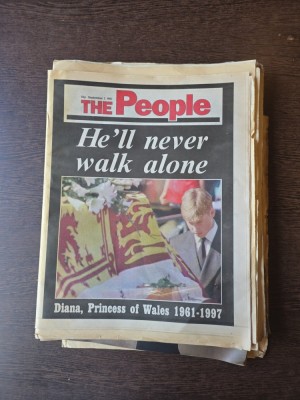 THE People
He'll never
walk alone
Diana, Princess of Wales 1961-1997